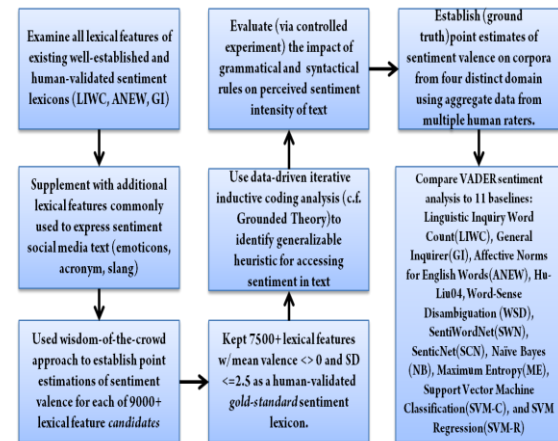 Examine all lexical features of
existing well-established and
human-validated sentiment
lexicons (LIWC, ANEW, GI)
Supplement with additional
lexical features commonly
used to express sentiment
social media text (emoticons,
acronym, slang)
Used wisdom-of-the-crowd
approach to establish point
estimations of sentiment
valence for each of 9000+
lexical feature candidates
Kept 7500+ lexical features
w/mean valence <> 0 and SD
<=2.5 as a human-validated
gold-standard sentiment
lexicon.
Use data-driven iterative
inductive coding analysis (c.f.
Grounded Theory)to
identify generalizable
heuristic for accessing
sentiment in text
Evaluate (via controlled
experiment) the impact of
grammatical and syntactical
rules on perceived sentiment
intensity of text
Establish (ground
truth)point estimates of
sentiment valence on corpora
from four distinct domain
using aggregate data from
multiple human raters.
Compare VADER sentiment
analysis to 11 baselines:
Linguistic Inquiry Word
Count(LIWC), General
Inquirer(GI), Affective Norms
for English Words(ANEW), Hu-
Liu04, Word-Sense
Disambiguation (WSD),
SentiWordNet(SWN),
SenticNet(SCN), Naïve Bayes
(NB), Maximum Entropy(ME),
Support Vector Machine
Classification(SVM-C), and SVM
Regression(SVM-R)